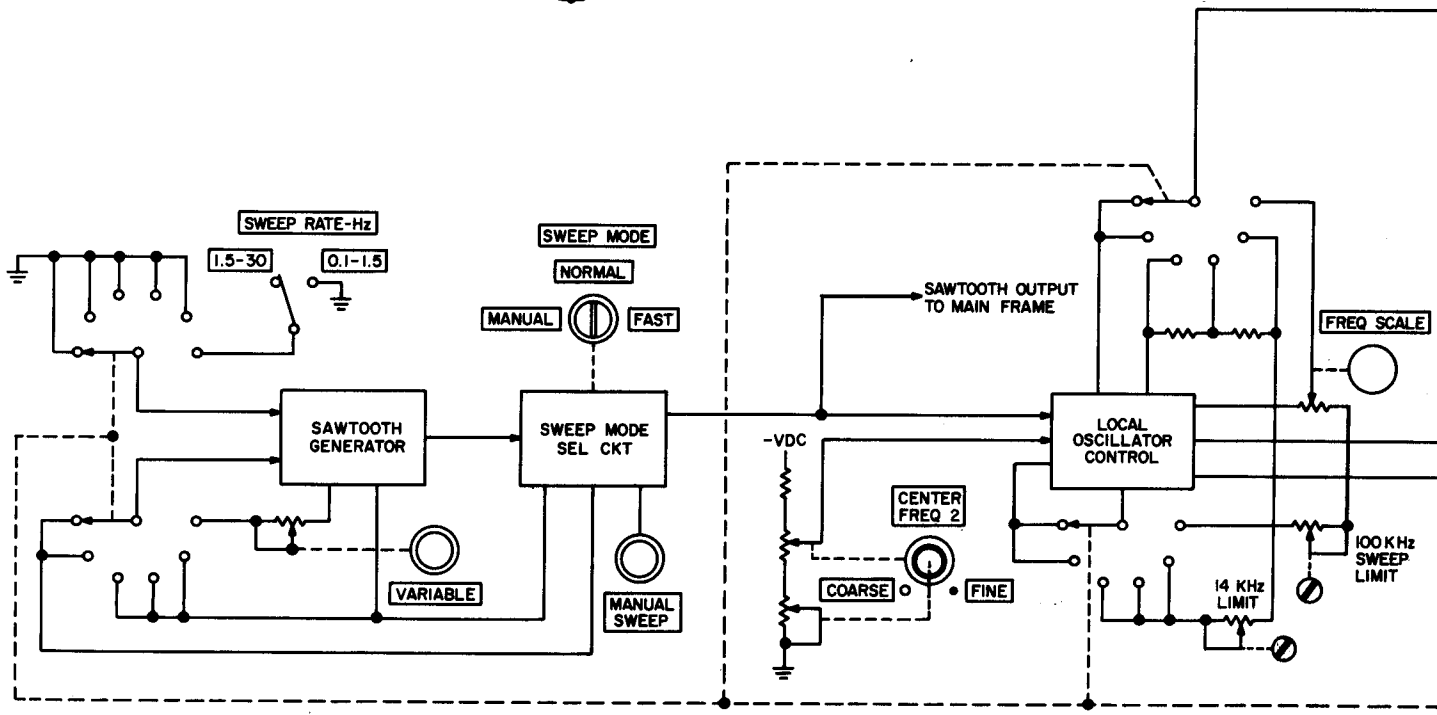 SWEEP RATE-Hz
1.5-30
0.1-1.5
SWEEP MODE
NORMAL
MANUAL
FAST
SAWTOOTH OUTPUT
TO MAIN FRAME
FREQ SCALE
SAWTOOTH
GENERATOR
SWEEP MODE
SEL CKT
-VDC
LOCAL
OSCILLATOR
CONTROL
CENTER
FREQ 2
COARSE
FINE
VARIABLE
MANUAL
SWEEP
100 KHz
SWEEP
LIMIT
14 KHz
LIMIT